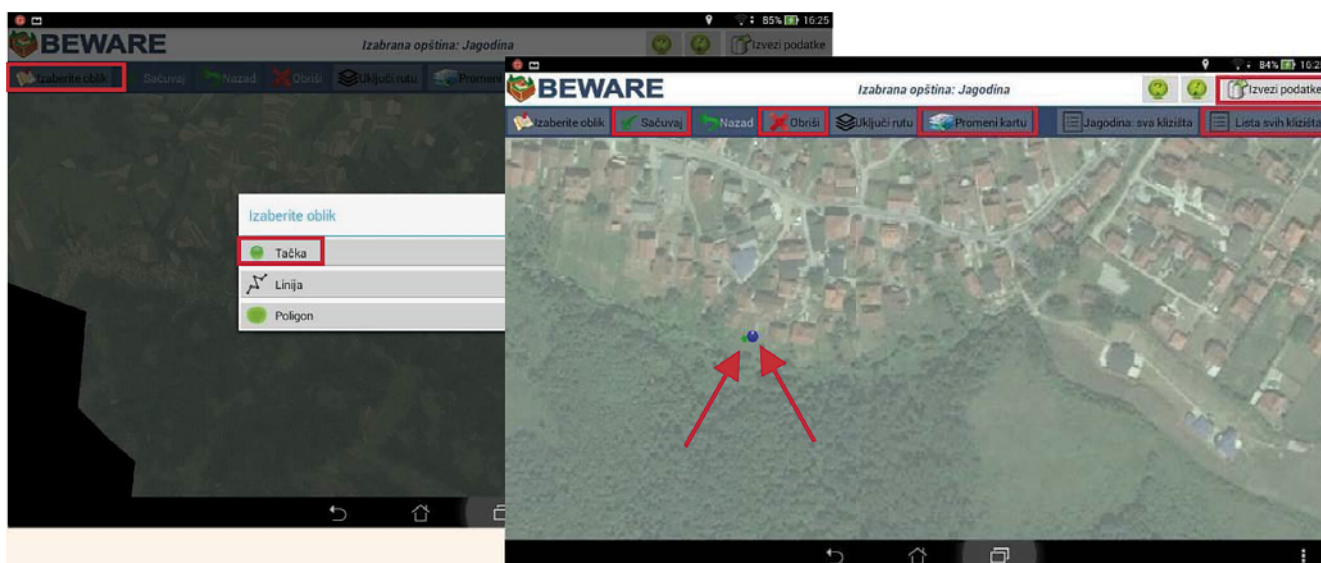 85% 16:25
BEWARE
Izabrana opština: Jagodina
Izvezi podatke
Izaberite oblik
Sačuvaj
Nazad
Obriši
Uključi rutu
Promeni
Izaberite oblik
Tačka
Linija
Poligon
84% 16:25
BEWARE
Izabrana opština: Jagodina
Izvezi podatke
Izaberite oblik
Sačuvaj
Nazad
Obriši
Uključi rutu
Promeni kartu
Jagodina: sva klizišta
Lista svih klizišta